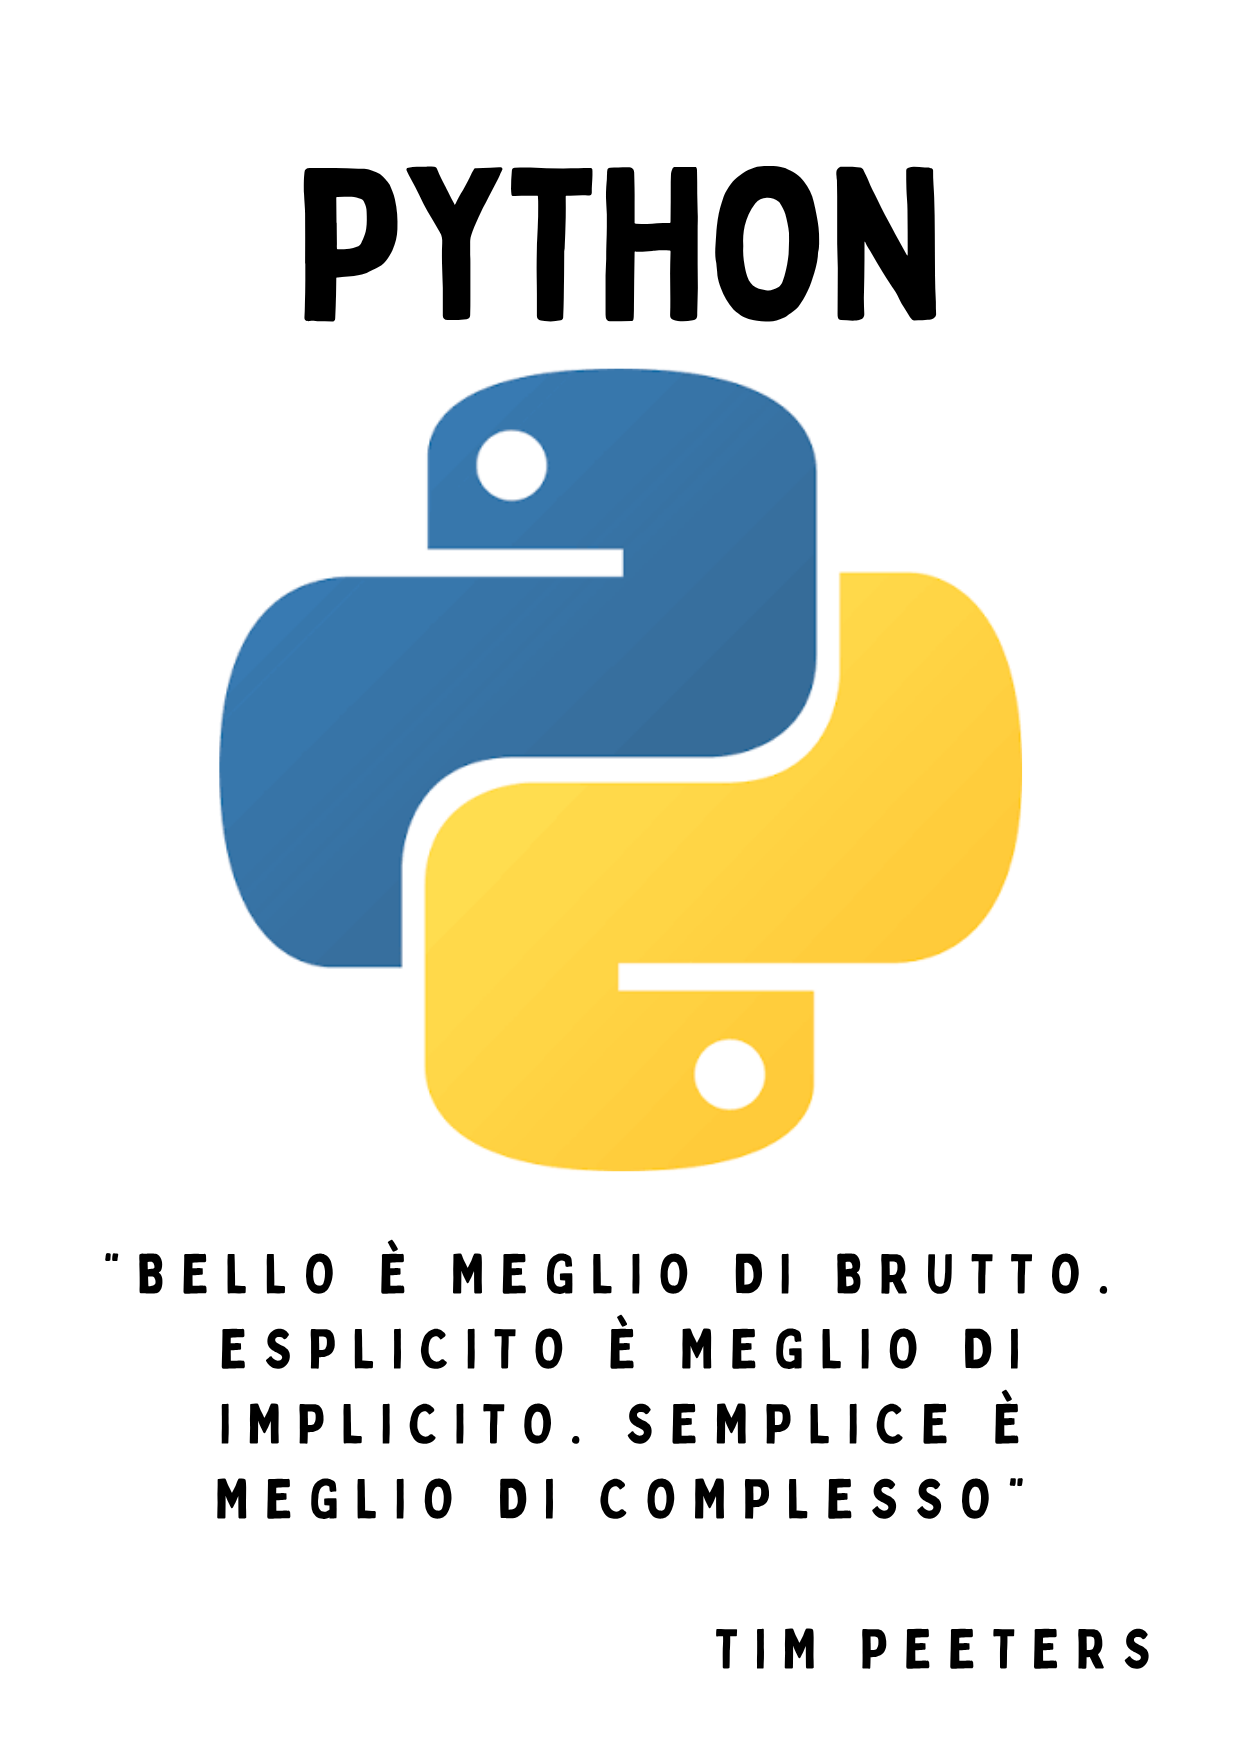 PYTHON
"BELLO È MEGLIO DI BRUTTO.
ESPLICITO È MEGLIO DI
IMPLICITO. SEMPLICE È
MEGLIO DI COMPLESSO"
TIM PEETERS